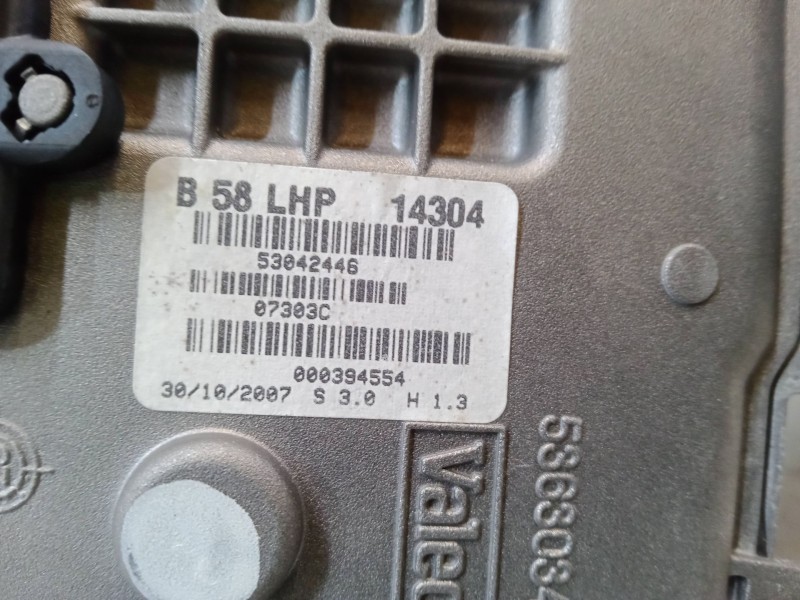 B 58 LHP 14304
53042446
07303C
000394554
30/10/2007 S 3.0 H 1.3
Valeo
5363034